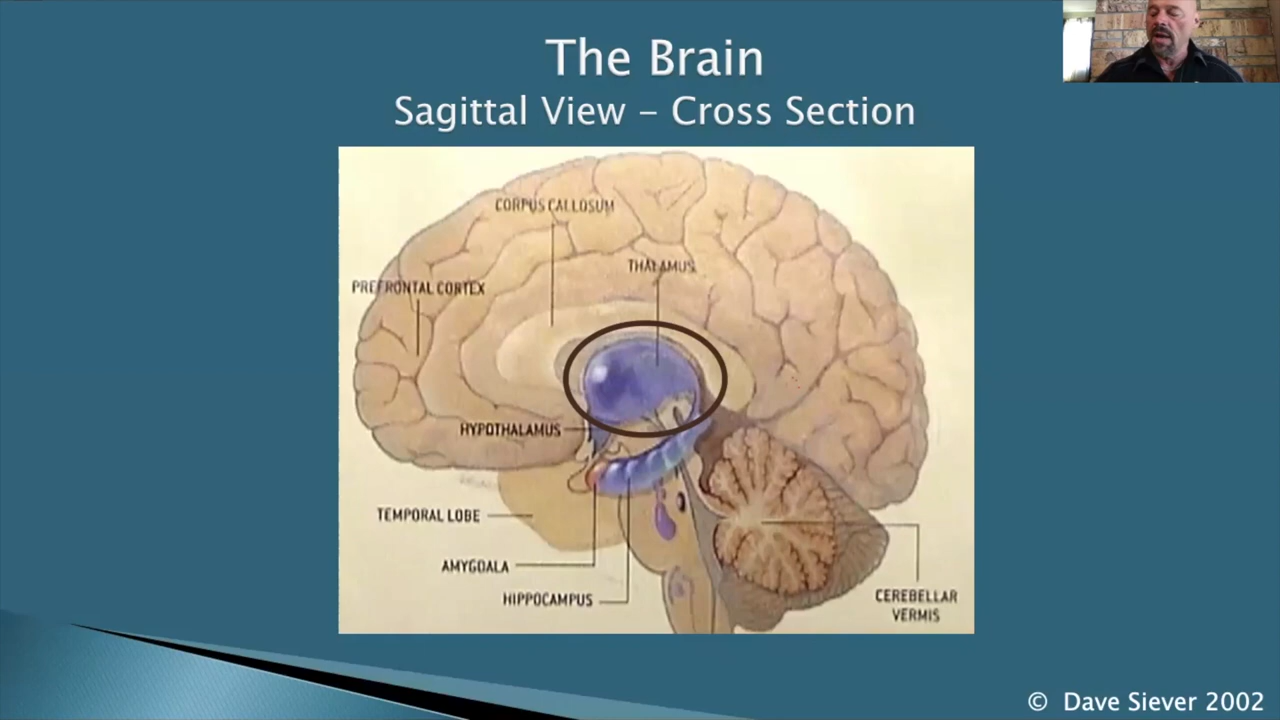 The Brain
Sagittal View – Cross Section
CORPUS CALLOSUM
THALAMUS
PREFRONTAL CORTEX
HYPOTHALAMUS
TEMPORAL LOBE
AMYGDALA
HIPPOCAMPUS
CEREBELLAR
VERMIS
© Dave Siever 2002